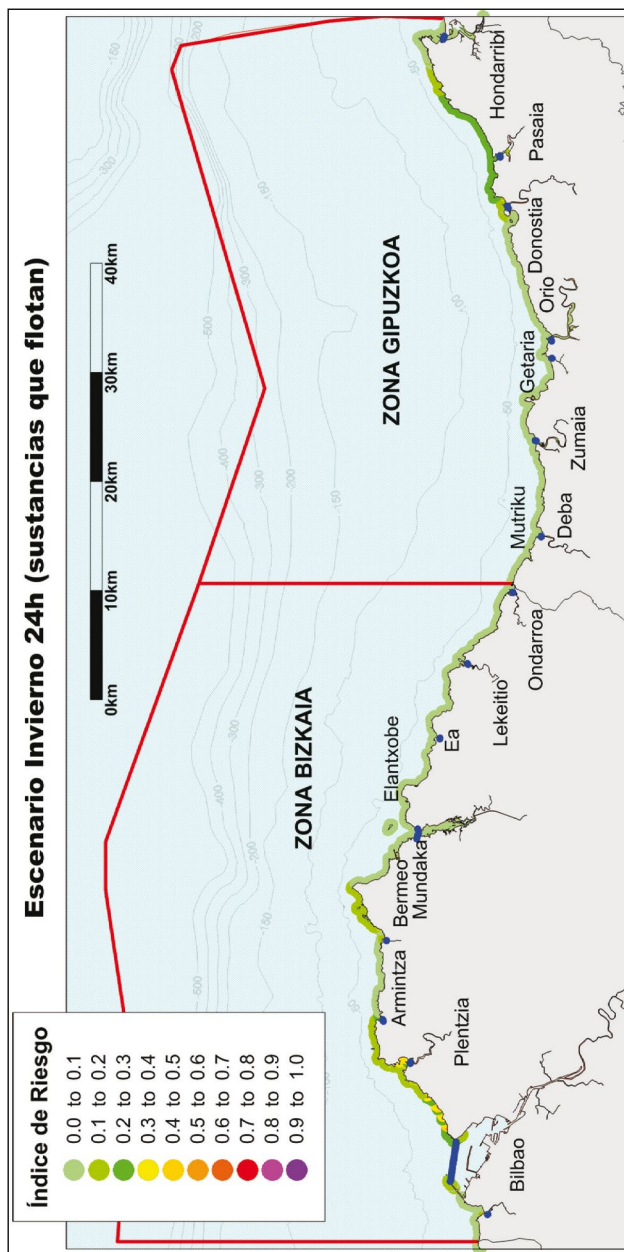 Escenario Invierno 24h (sustancias que flotan)
Índice de Riesgo
0.0 to 0.1
0.1 to 0.2
0.2 to 0.3
0.3 to 0.4
0.4 to 0.5
0.5 to 0.6
0.6 to 0.7
0.7 to 0.8
0.8 to 0.9
0.9 to 1.0
0km 10km 20km 30km 40km
ZONA BIZKAIA
ZONA GIPUZKOA
Bilbao
Plentzia
Armintza
Bermeo
Mundaka
Elantxobe
Ea
Lekeitio
Ondarroa
Mutriku
Deba
Zumaia
Getaria
Orio
Donostia
Pasaia
Hondarribi